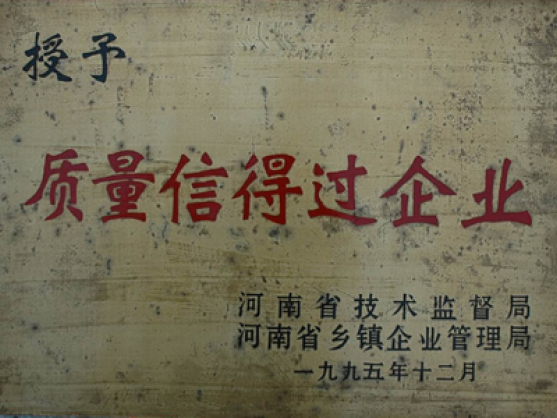 授予
质量信得过企业
河南省技术监督局
河南省乡镇企业管理局
一九九五年十二月